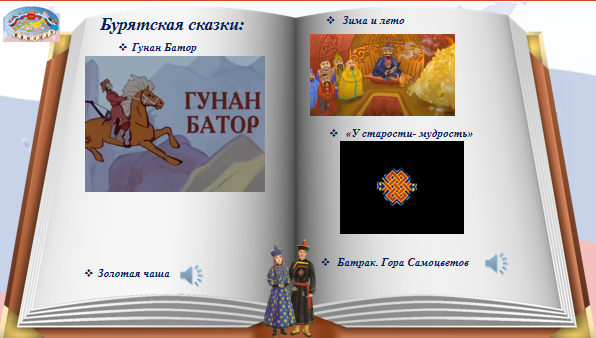 Бурятская сказки:
Гунан Батор
ГУНАН
БАТОР
Золотая чаша
Зима и лето
«У старости- мудрость»
Батрак. Гора Самоцветов